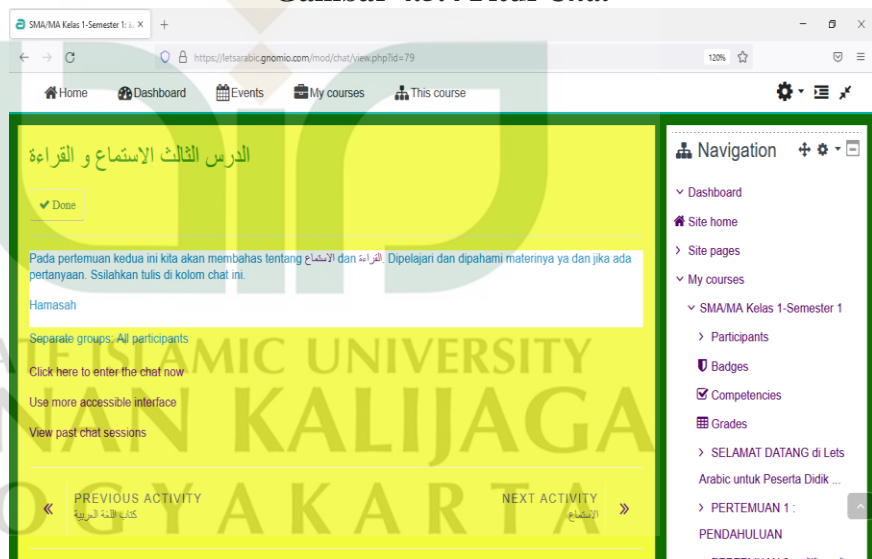 SMA/MA Kelas 1-Semester 1:
https://letsarabic.gnomio.com/mod/chat/view.php?id=79
120%
Home Dashboard Events My courses This course
الدرس الثالث الاستماع و القراءة
Done
Pada pertemuan kedua ini kita akan membahas tentang الاستماع dan القراءة. Dipelajari dan dipahami materinya ya dan jika ada
pertanyaan. Ssilahkan tulis di kolom chat ini.
Hamasah
Separate groups: All participants
Click here to enter the chat now
Use more accessible interface
View past chat sessions
PREVIOUS ACTIVITY
كتاب اللغة العربية
NEXT ACTIVITY
الاستماع
Navigation
Dashboard
Site home
Site pages
My courses
SMA/MA Kelas 1-Semester 1
Participants
Badges
Competencies
Grades
SELAMAT DATANG di Lets
Arabic untuk Peserta Didik ...
PERTEMUAN 1 :
PENDAHULUAN
ATE ISLAMIC UNIVERSITY
NAN KALIJAGA
OGYAKARTA